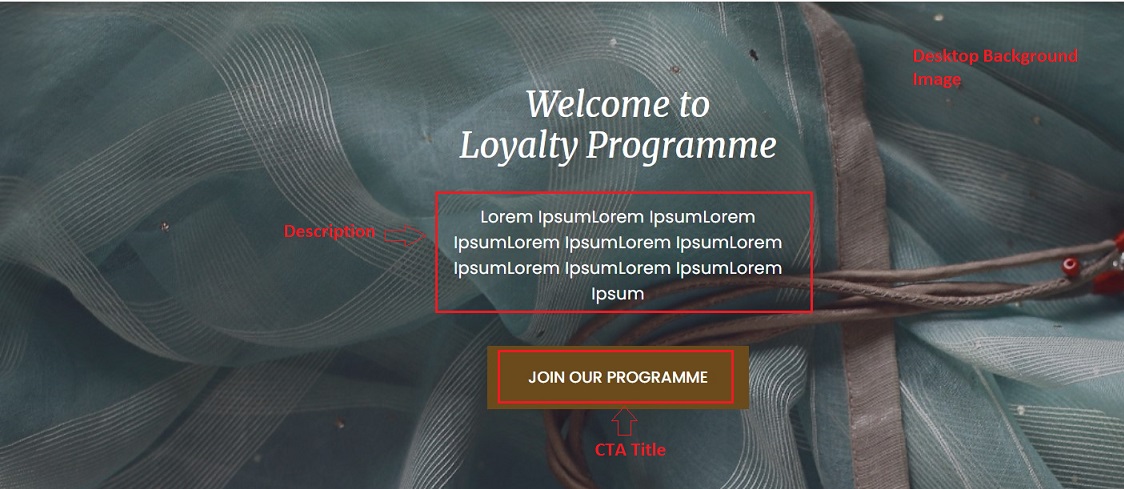 Desktop Background
Image
Welcome to
Loyalty Programme
Description
Lorem IpsumLorem IpsumLorem
IpsumLorem IpsumLorem IpsumLorem
IpsumLorem IpsumLorem IpsumLorem
Ipsum
JOIN OUR PROGRAMME
CTA Title